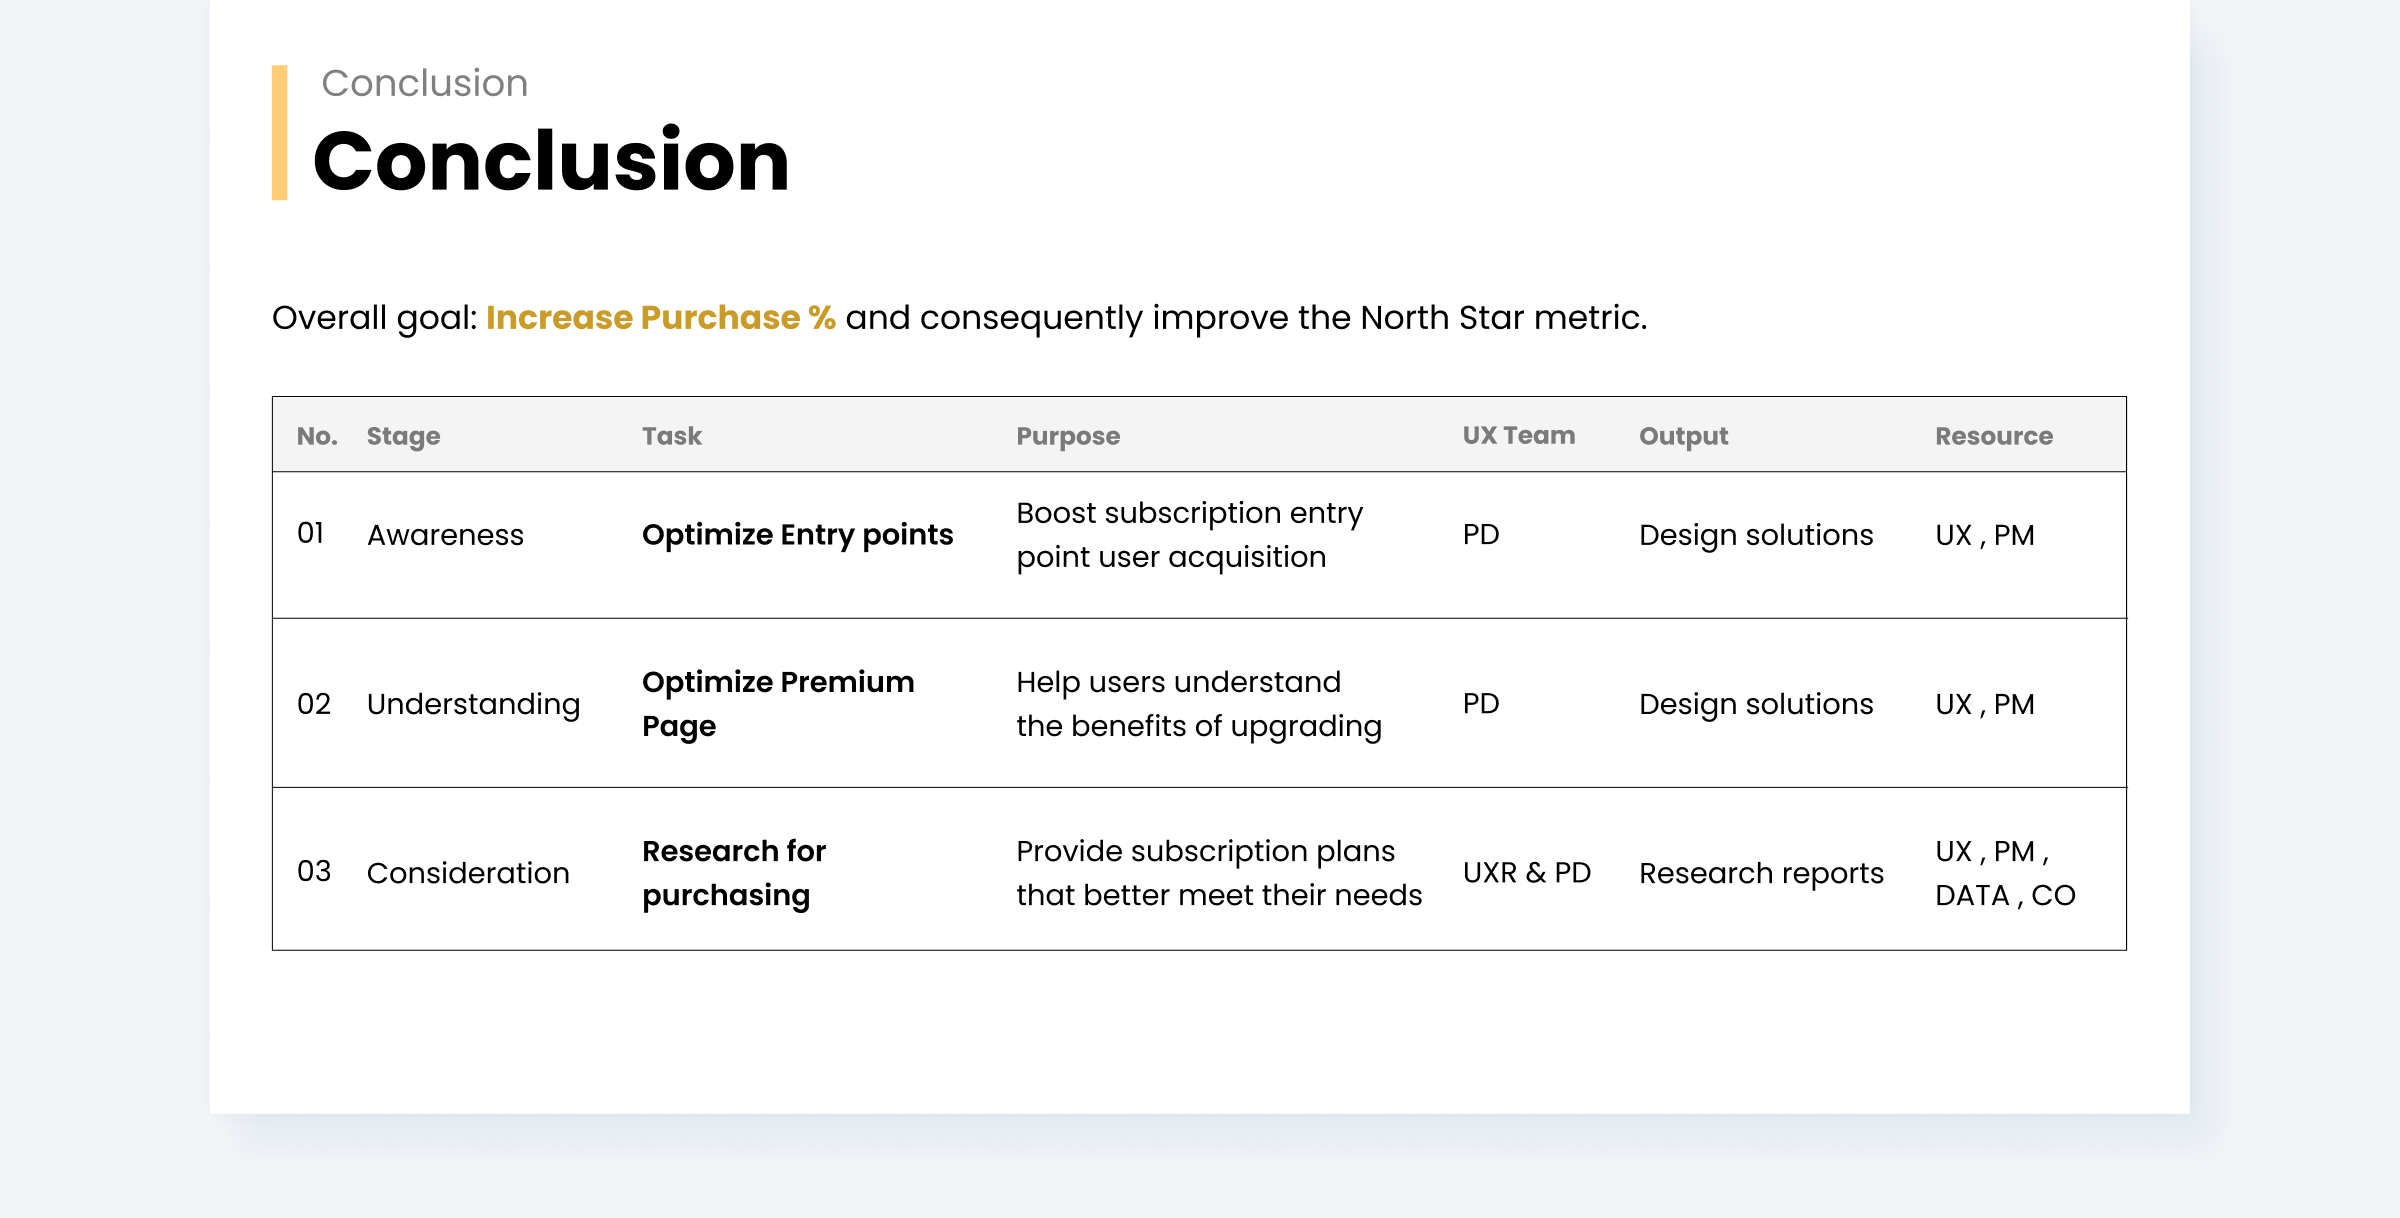 Conclusion
Conclusion
Overall goal: Increase Purchase % and consequently improve the North Star metric.
No. Stage Task Purpose UX Team Output Resource
01 Awareness Optimize Entry points Boost subscription entry point user acquisition PD Design solutions UX , PM
02 Understanding Optimize Premium Page Help users understand the benefits of upgrading PD Design solutions UX , PM
03 Consideration Research for purchasing Provide subscription plans that better meet their needs UXR & PD Research reports UX , PM , DATA , CO